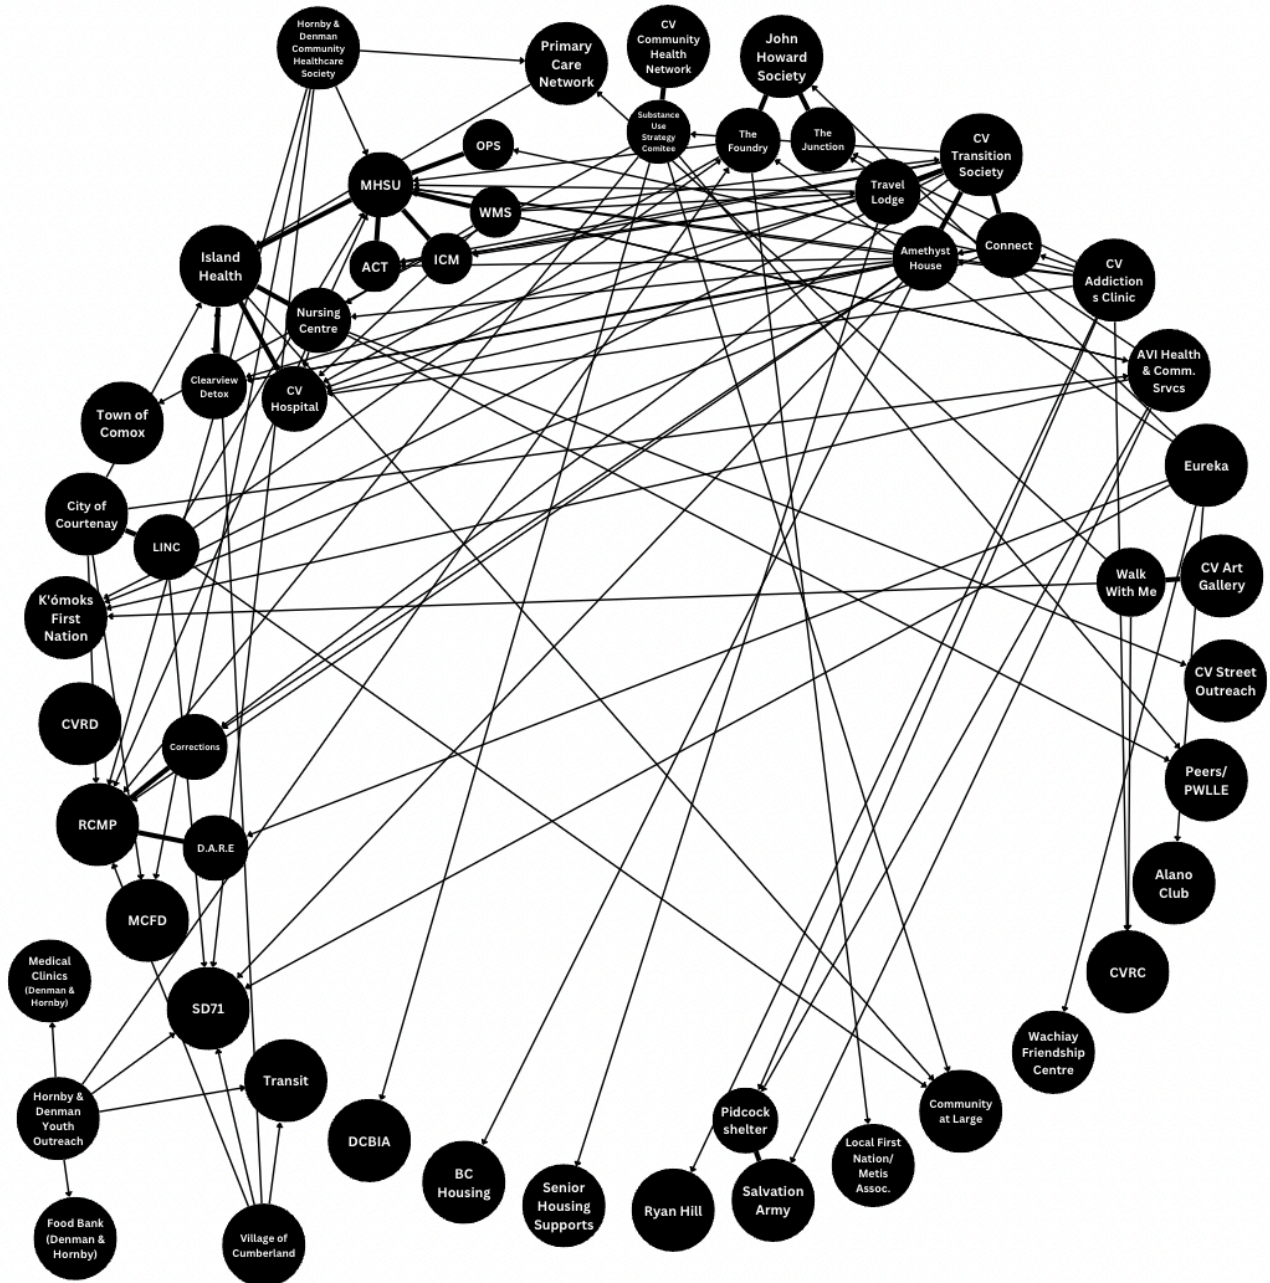 Hornby &
Denman
Community
Healthcare
Society
Primary
Care
Network
CV
Community
Health
Network
John
Howard
Society
Substance
Use
Strategy
Comitee
The
Foundry
The
Junction
CV
Transition
Society
OPS
MHSU
Travel
Lodge
WMS
Connect
Amethyst
House
Island
Health
ACT
ICM
CV
Addiction
s Clinic
Nursing
Centre
AVI Health
& Comm.
Srvcs
Clearview
Detox
CV
Hospital
Town of
Comox
Eureka
City of
Courtenay
LINC
Walk
With Me
CV Art
Gallery
K'ómoks
First
Nation
CV Street
Outreach
CVRD
Corrections
Peers/
PWLLE
RCMP
D.A.R.E
Alano
Club
MCFD
CVRC
Medical
Clinics
(Denman &
Hornby)
SD71
Wachiay
Friendship
Centre
Transit
Hornby &
Denman
Youth
Outreach
DCBIA
Pidcock
shelter
Community
at Large
BC
Housing
Senior
Housing
Supports
Ryan Hill
Salvation
Army
Local First
Nation/
Metis
Assoc.
Food Bank
(Denman &
Hornby)
Village of
Cumberland